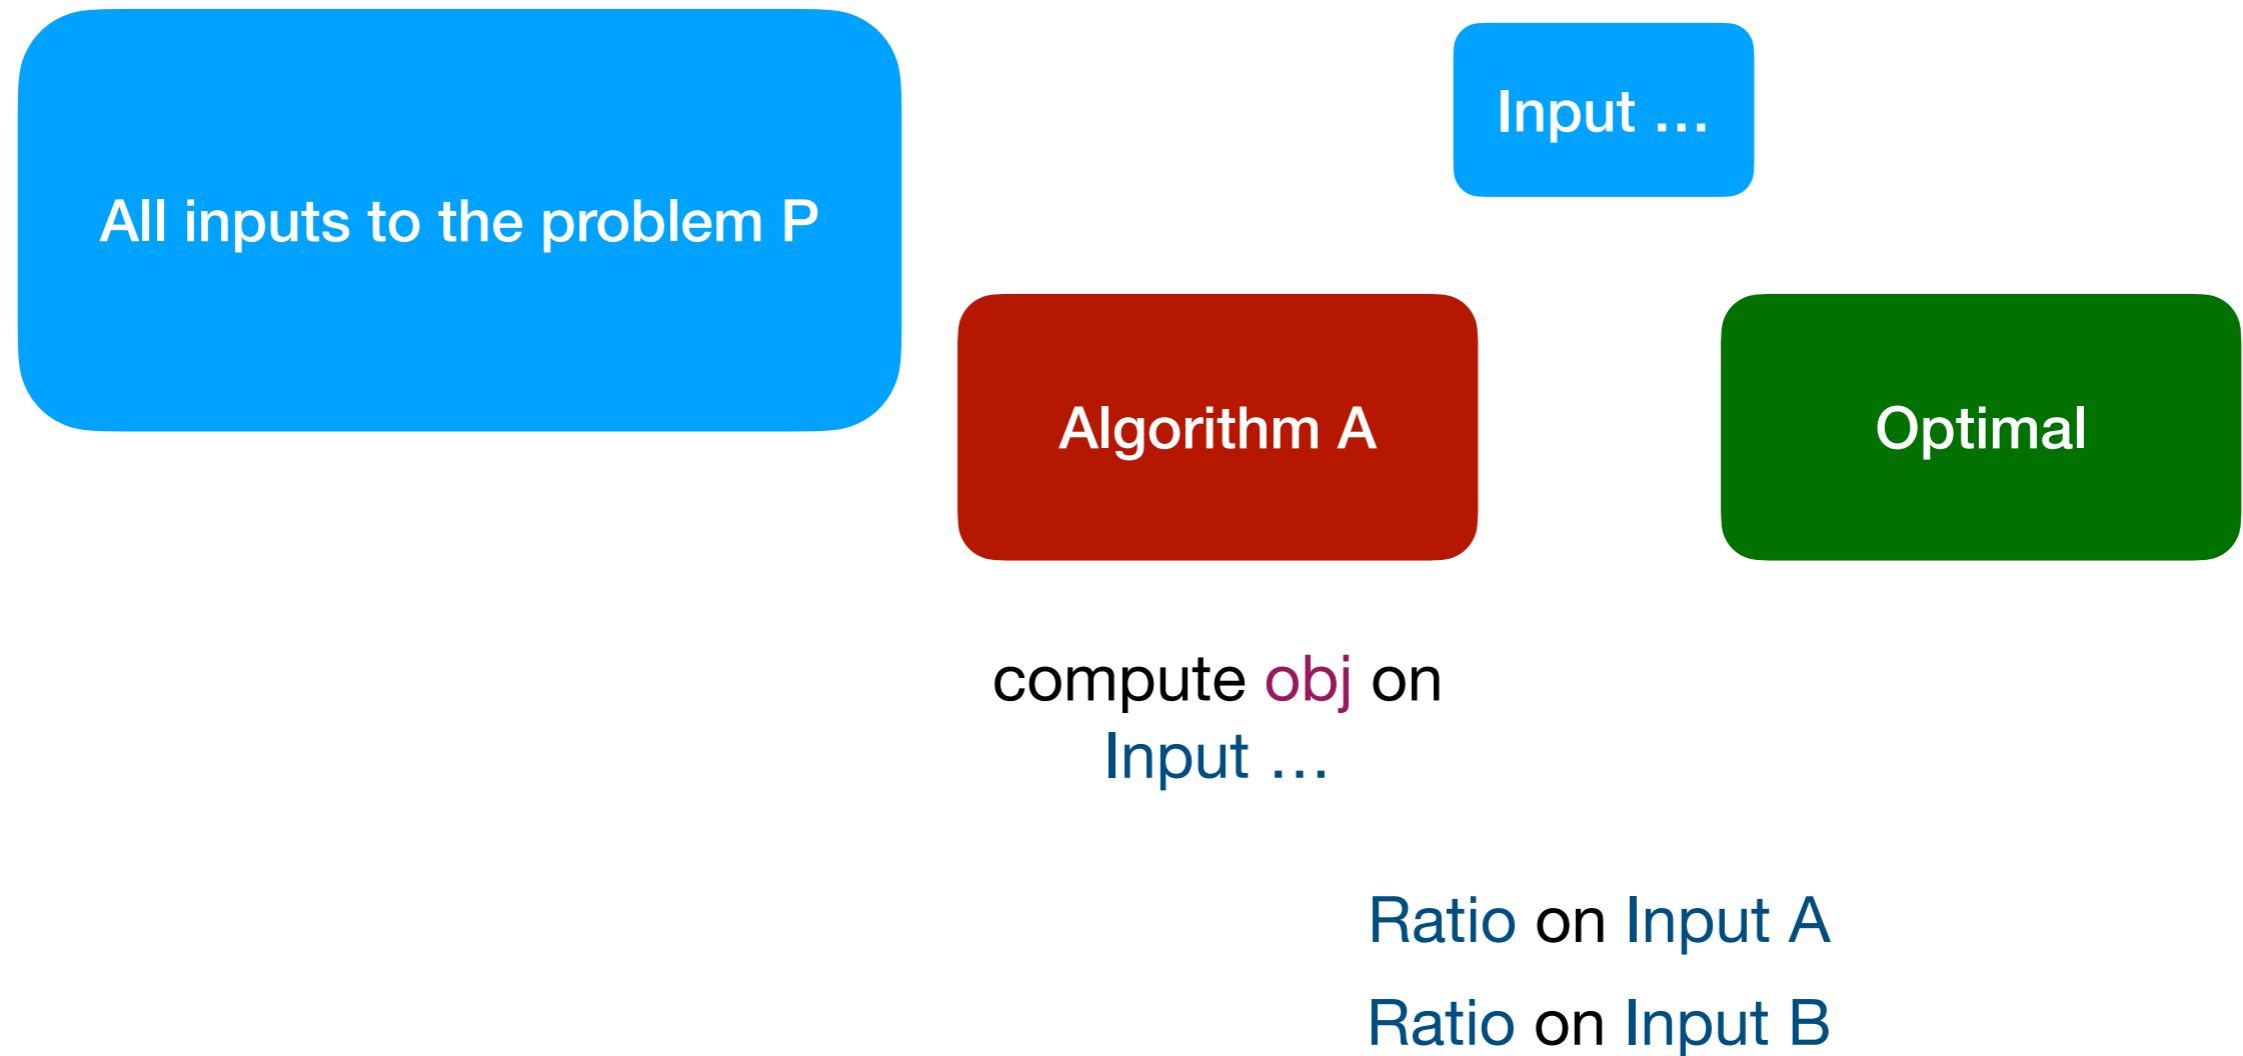 All inputs to the problem P
Input …
Algorithm A
Optimal
compute obj on
Input …
Ratio on Input A
Ratio on Input B